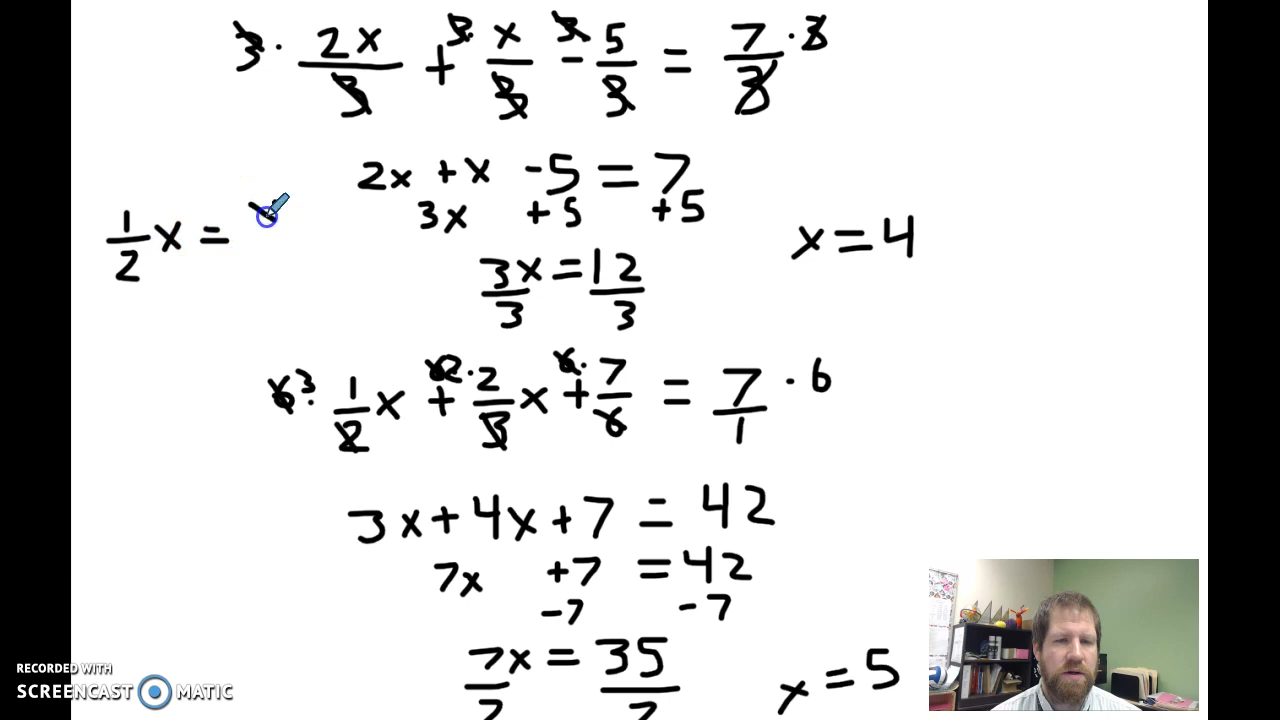 3 · 2x/3 + 3 · x/3 - 3 5/3 = 7/3 · 3
2x + x - 5 = 7
3x + 5 + 5
1/2 x =
x = 4
3x/3 = 12/3
6 3 · 1/2 x + 6 2 · 2/3 x + 6 · 7/6 = 7/1 · 6
3x + 4x + 7 = 42
7x + 7 = 42
- 7 - 7
7x/7 = 35/7
x = 5
RECORDED WITH
SCREENCAST MATIC